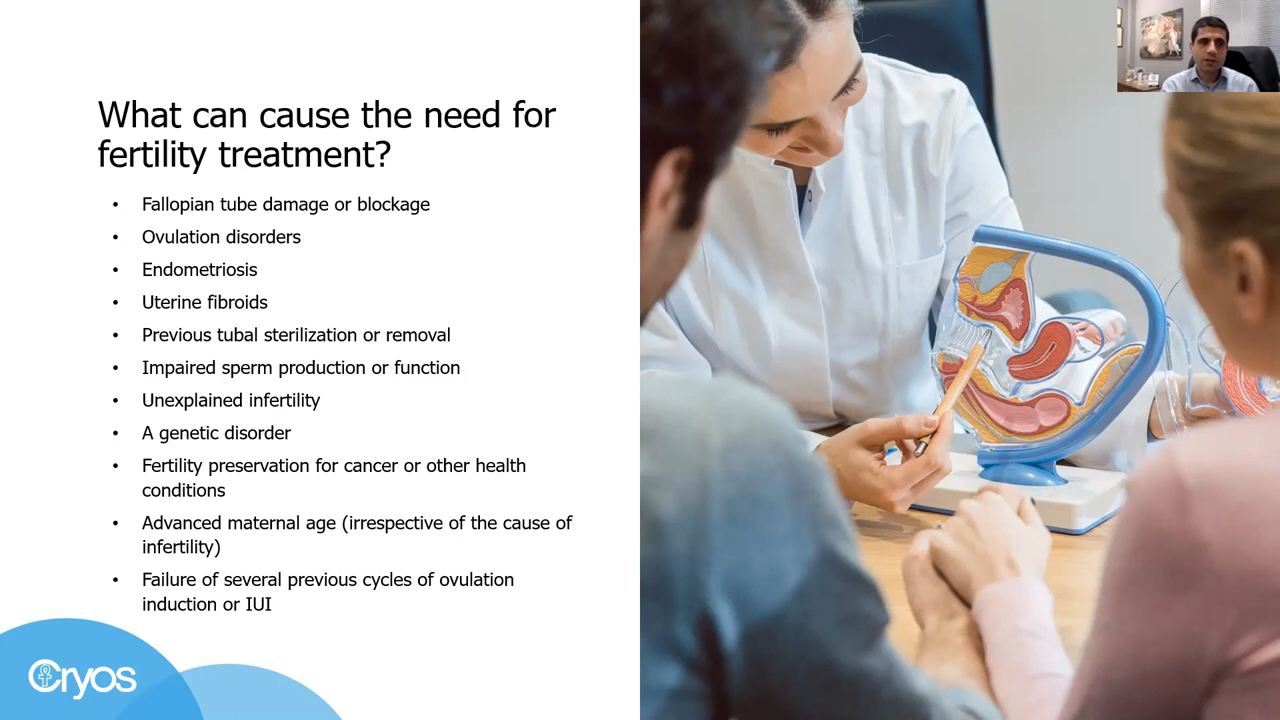 What can cause the need for
fertility treatment?
• Fallopian tube damage or blockage
• Ovulation disorders
• Endometriosis
• Uterine fibroids
• Previous tubal sterilization or removal
• Impaired sperm production or function
• Unexplained infertility
• A genetic disorder
• Fertility preservation for cancer or other health
conditions
• Advanced maternal age (irrespective of the cause of
infertility)
• Failure of several previous cycles of ovulation
induction or IUI
Cryos